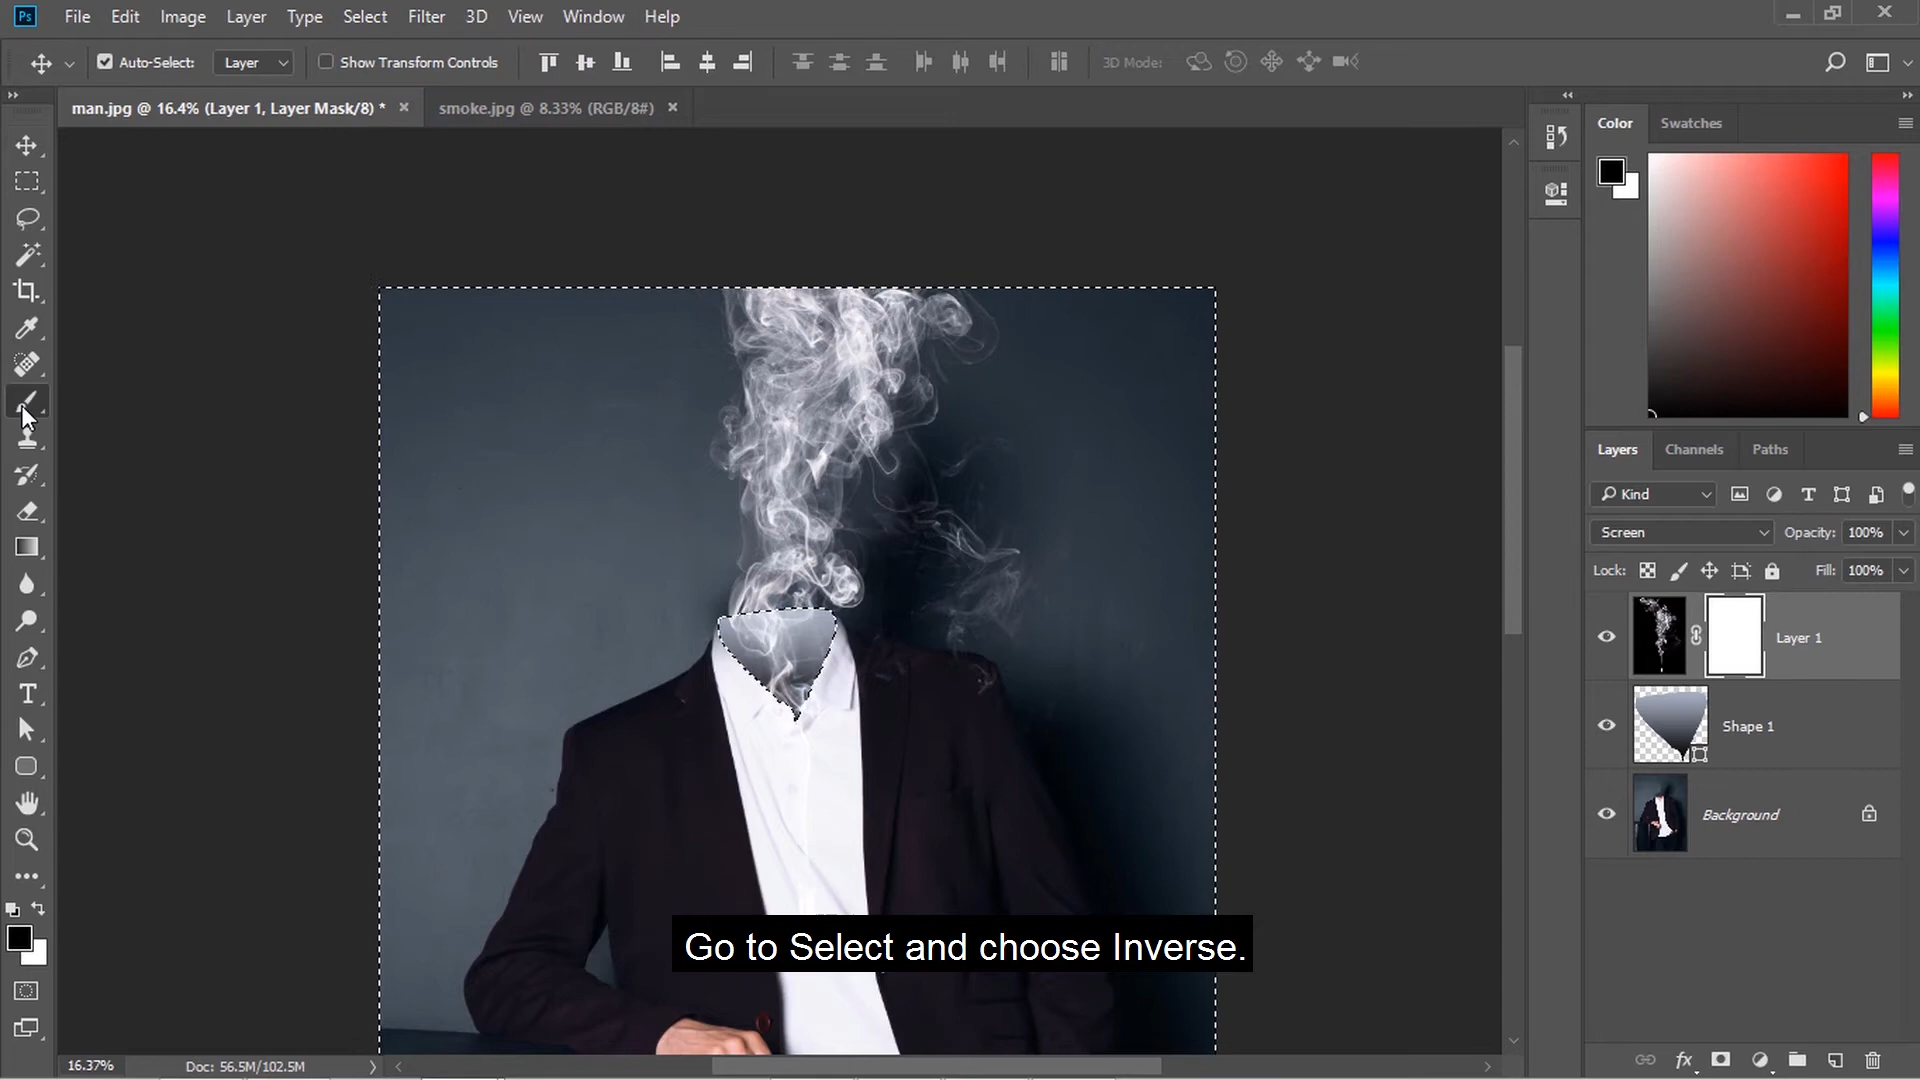 Ps File Edit Image Layer Type Select Filter 3D View Window Help
Auto-Select: Layer Show Transform Controls 3D Mode:
man.jpg @ 16.4% (Layer 1, Layer Mask/8) * smoke.jpg @ 8.33% (RGB/8#)
Color Swatches
Layers Channels Paths
Kind
Screen Opacity: 100%
Lock: Fill: 100%
Layer 1
Shape 1
Background
Go to Select and choose Inverse.
16.37% Doc: 56.5M/102.5M